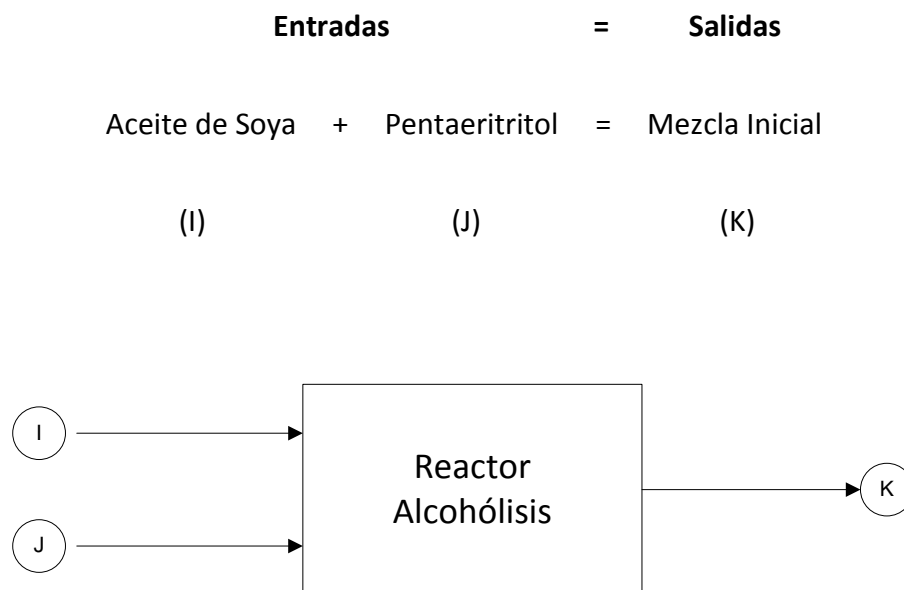 Entradas = Salidas
Aceite de Soya + Pentaeritritol = Mezcla Inicial
(I) (J) (K)
I
Reactor
Alcohólisis
K
J